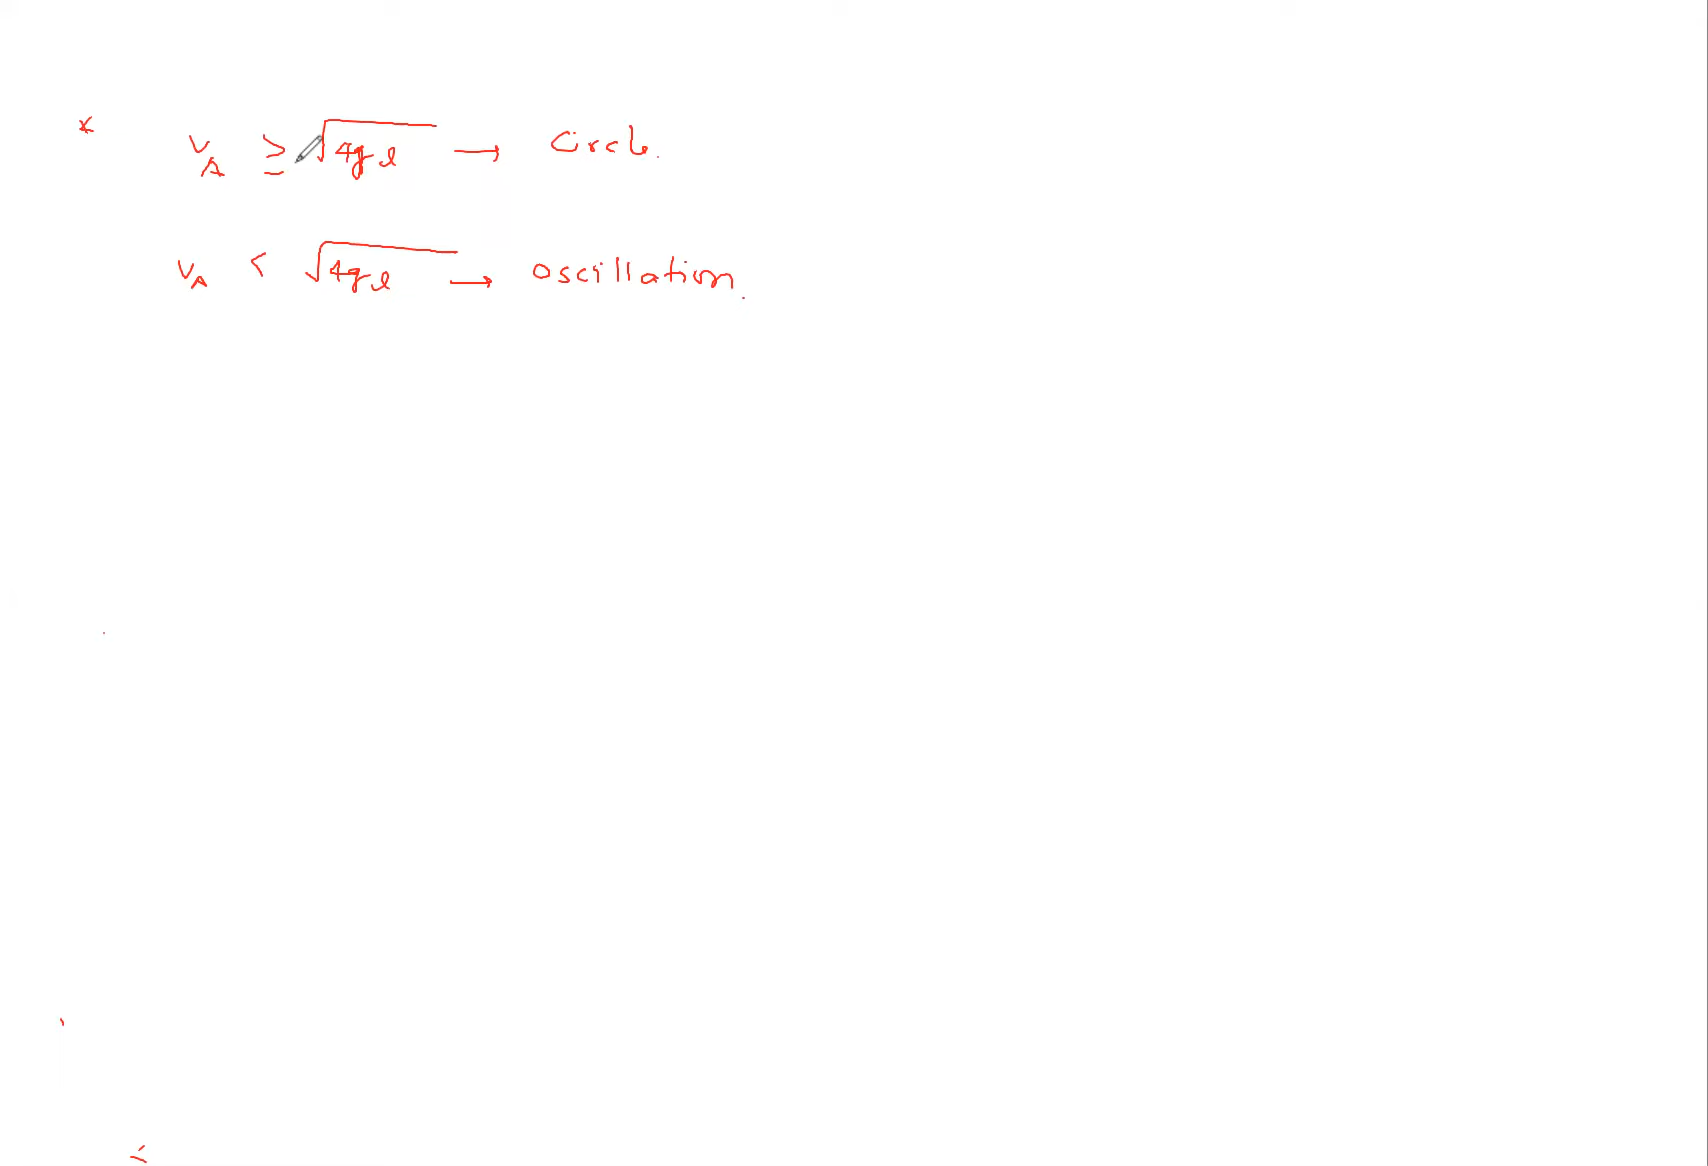 * v_A ≥ √4gl → Circle.
v_A < √4gl → Oscillation.